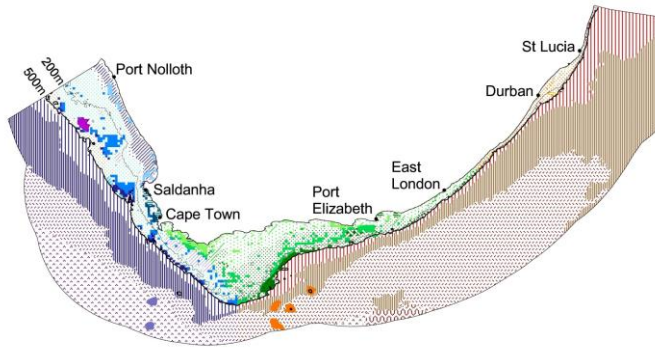 St Lucia
Port Nolloth
200m
500m
Durban
East
London
Saldanha
Port
Elizabeth
Cape Town